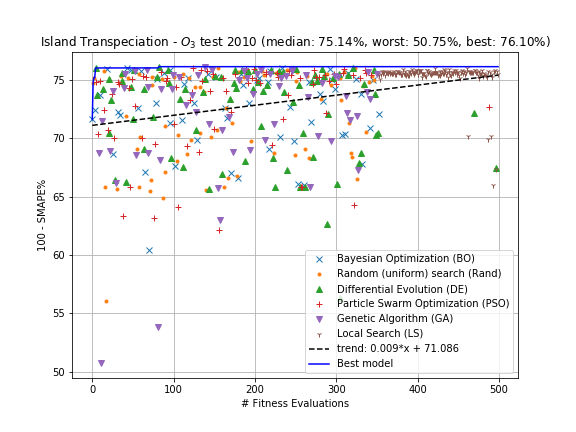 Island Transpeciation - O3 test 2010 (median: 75.14%, worst: 50.75%, best: 76.10%)
100 - SMAPE%
75
70
65
60
55
50
Bayesian Optimization (BO)
Random (uniform) search (Rand)
Differential Evolution (DE)
Particle Swarm Optimization (PSO)
Genetic Algorithm (GA)
Local Search (LS)
trend: 0.009*x + 71.086
Best model
0 100 200 300 400 500
# Fitness Evaluations